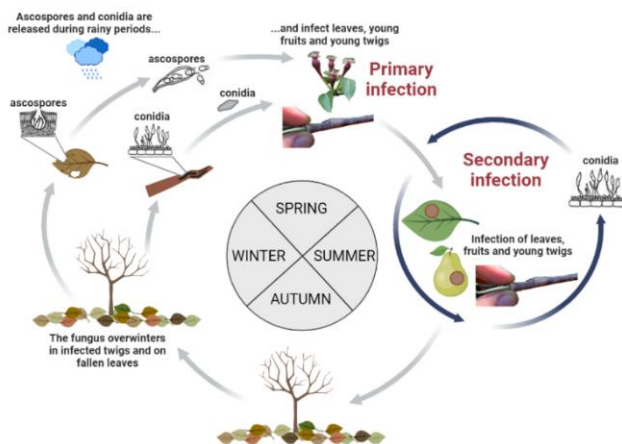 Ascospores and conidia are
released during rainy periods...
...and infect leaves, young
fruits and young twigs
ascospores
Primary
infection
conidia
ascospores
conidia
Secondary
infection
conidia
Infection of leaves,
fruits and young twigs
SPRING
WINTER
SUMMER
AUTUMN
The fungus overwinters
in infected twigs and on
fallen leaves